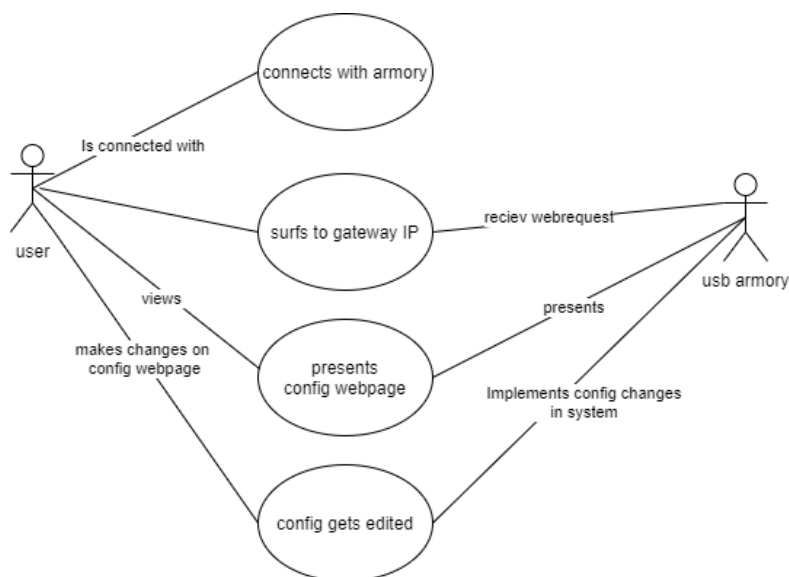 connects with armory
Is connected with
user
surfs to gateway IP
reciev webrequest
usb armory
views
presents
makes changes on
config webpage
presents
config webpage
Implements config changes
in system
config gets edited